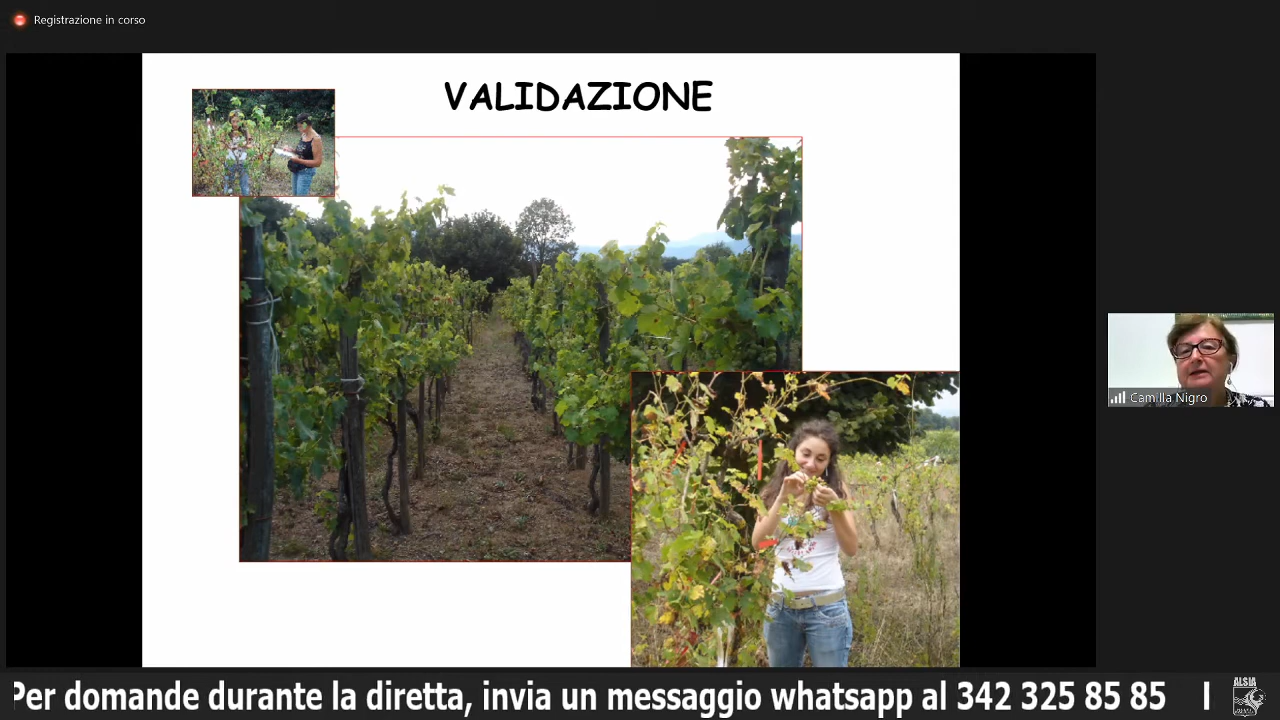 Registrazione in corso
VALIDAZIONE
Camilla Nigro
Per domande durante la diretta, invia un messaggio whatsapp al 342 325 85 85 I
ALSIA